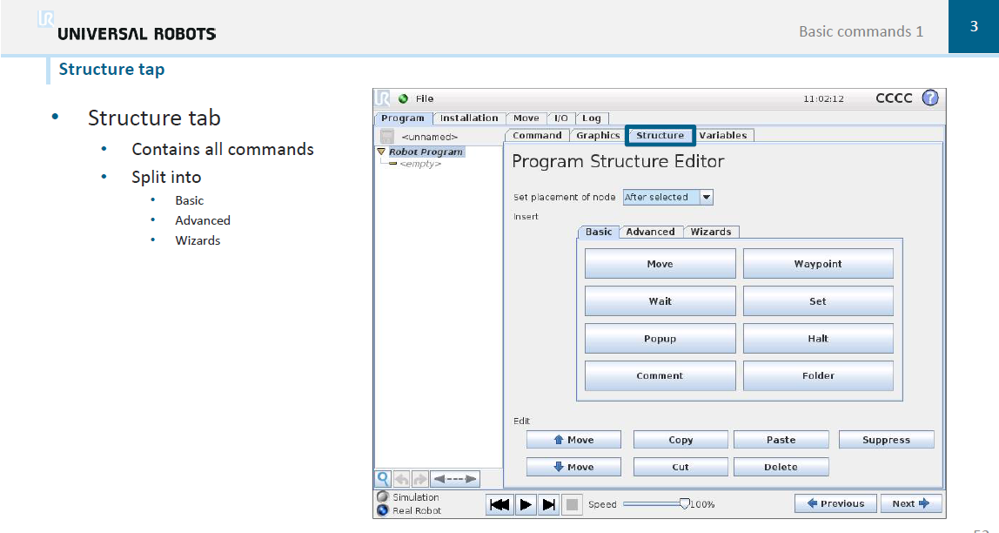 UR
UNIVERSAL ROBOTS
Basic commands 1
3
Structure tap
• Structure tab
• Contains all commands
• Split into
• Basic
• Advanced
• Wizards
UR File 11:02:12 CCCC ?
Program Installation Move I/O Log
<unnamed>
Command Graphics Structure Variables
Robot Program
<empty>
Program Structure Editor
Set placement of node After selected
Insert
Basic Advanced Wizards
Move Waypoint
Wait Set
Popup Halt
Comment Folder
Edit
Move Copy Paste Suppress
Move Cut Delete
Simulation
Real Robot
Speed 100%
Previous Next